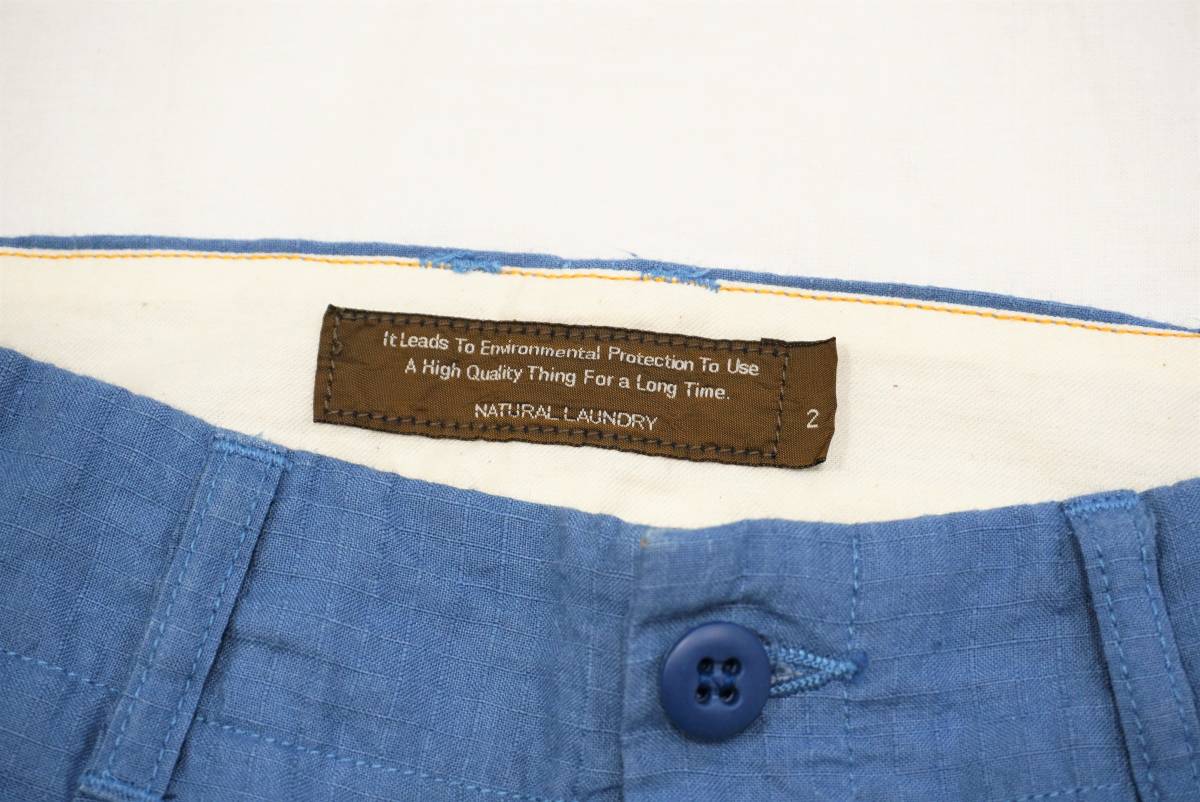 It Leads To Environmental Protection To Use
A High Quality Thing For a Long Time.
NATURAL LAUNDRY
2